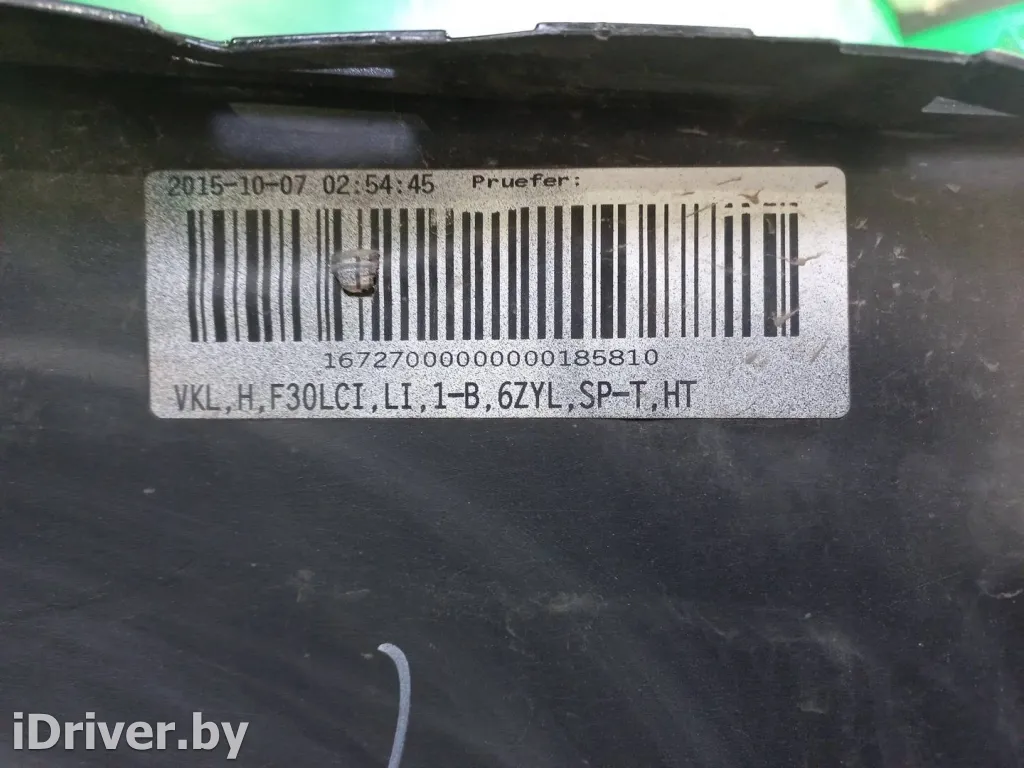 2015-10-07 02:54:45 Pruefer:
16727000000000185810
VKL,H,F30LCI,LI,1-B,6ZYL,SP-T,HT
iDriver.by